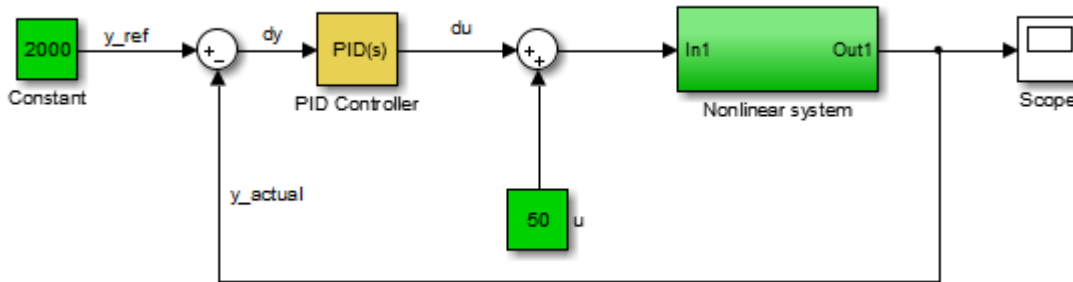 2000
y_ref
+
−
dy
PID(s)
du
+
+
In1
Out1
Constant
PID Controller
Nonlinear system
Scope
y_actual
50
u